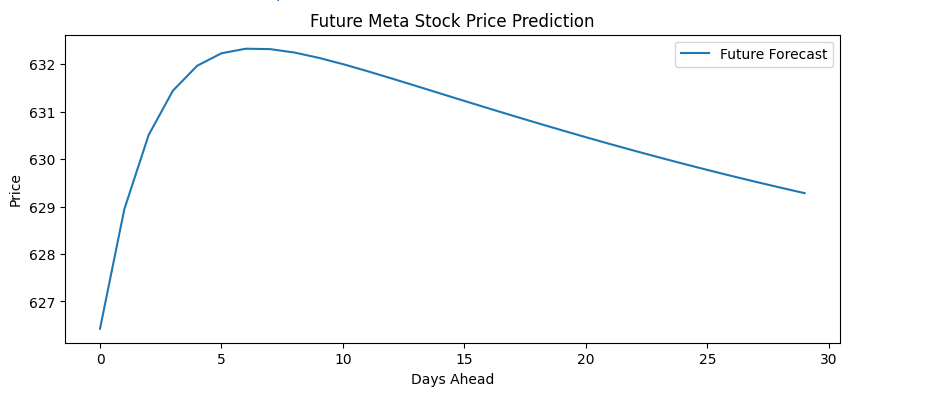 Future Meta Stock Price Prediction
Future Forecast
632
631
630
629
628
627
Price
0 5 10 15 20 25 30
Days Ahead